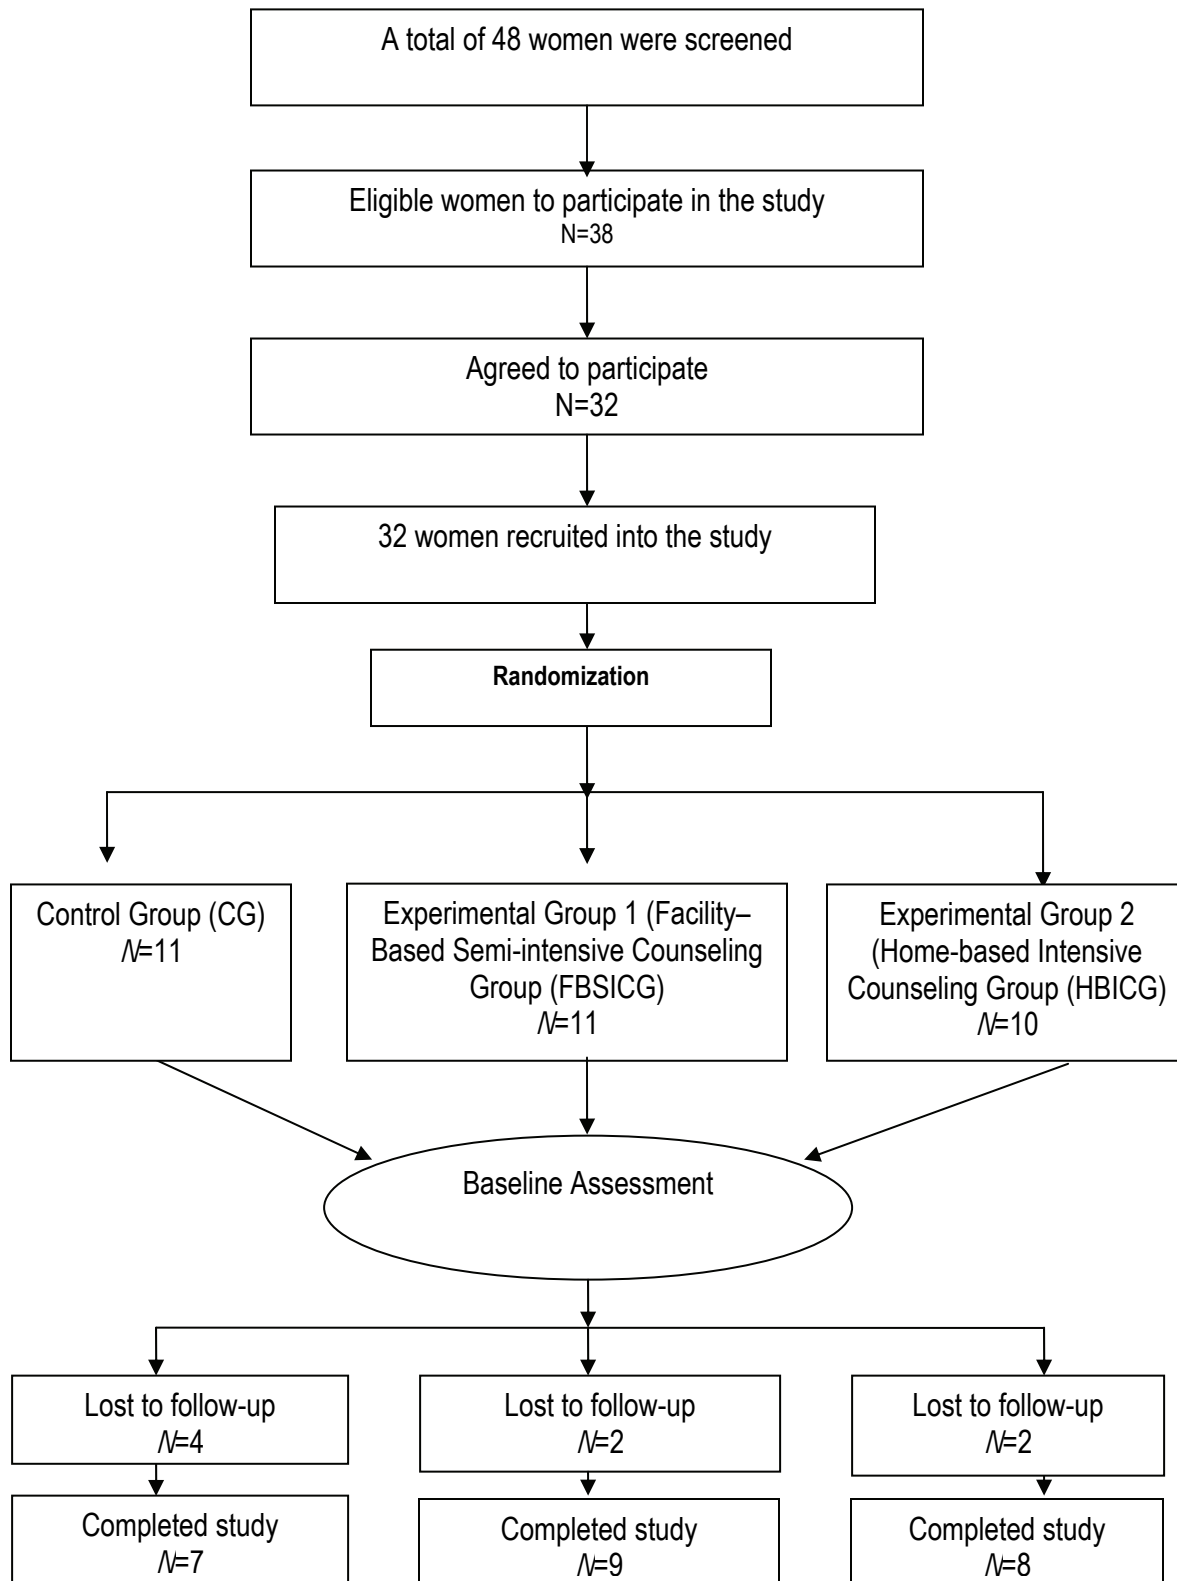 A total of 48 women were screened
Eligible women to participate in the study
N=38
Agreed to participate
N=32
32 women recruited into the study
Randomization
Control Group (CG)
N=11
Experimental Group 1 (Facility–
Based Semi-intensive Counseling
Group (FBSICG)
N=11
Experimental Group 2
(Home-based Intensive
Counseling Group (HBICG)
N=10
Baseline Assessment
Lost to follow-up
N=4
Lost to follow-up
N=2
Lost to follow-up
N=2
Completed study
N=7
Completed study
N=9
Completed study
N=8